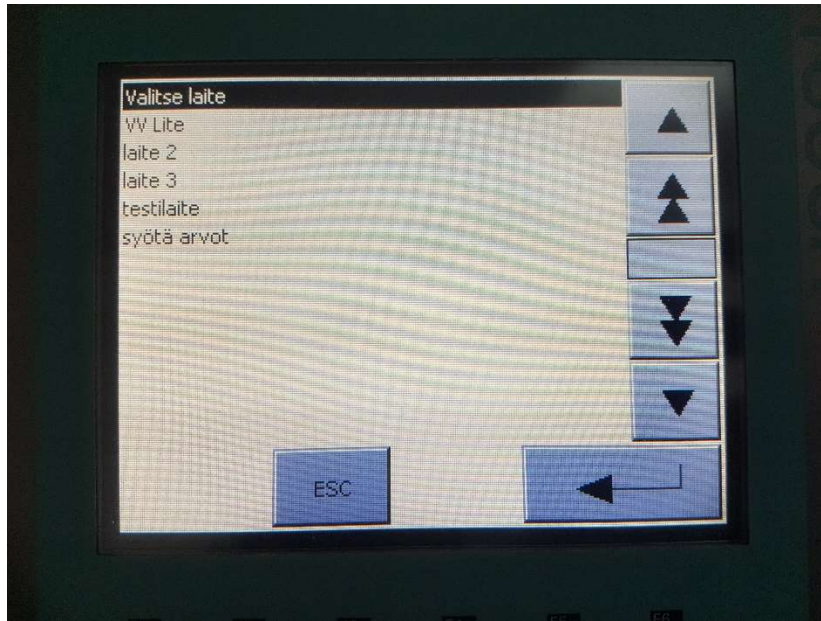 Valitse laite
VV Lite
laite 2
laite 3
testilaite
syötä arvot
ESC